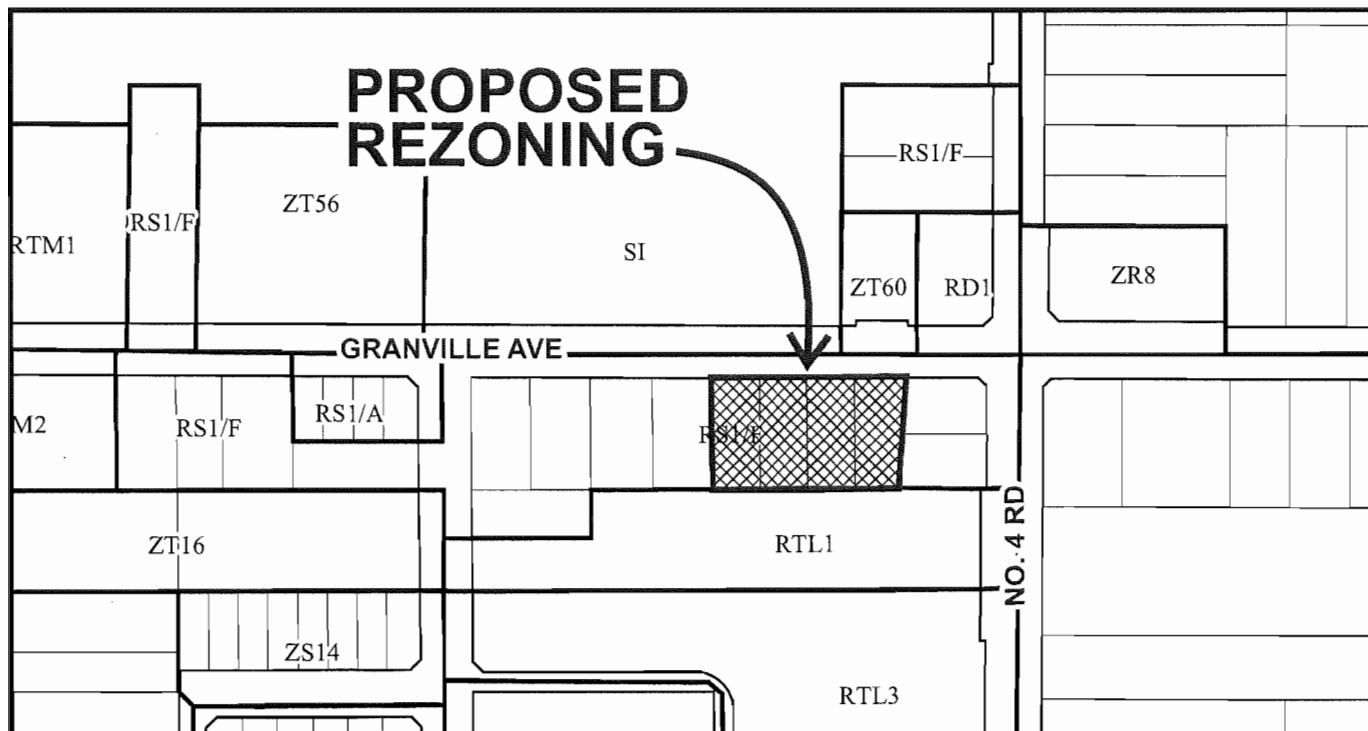 PROPOSED
REZONING
RS1/F
RS1/F
ZT56
RTM1
SI
ZT60
RD1
ZR8
GRANVILLE AVE
RS1/A
M2
RS1/F
RS1/F
ZT16
RTL1
NO. 4 RD
ZS14
RTL3